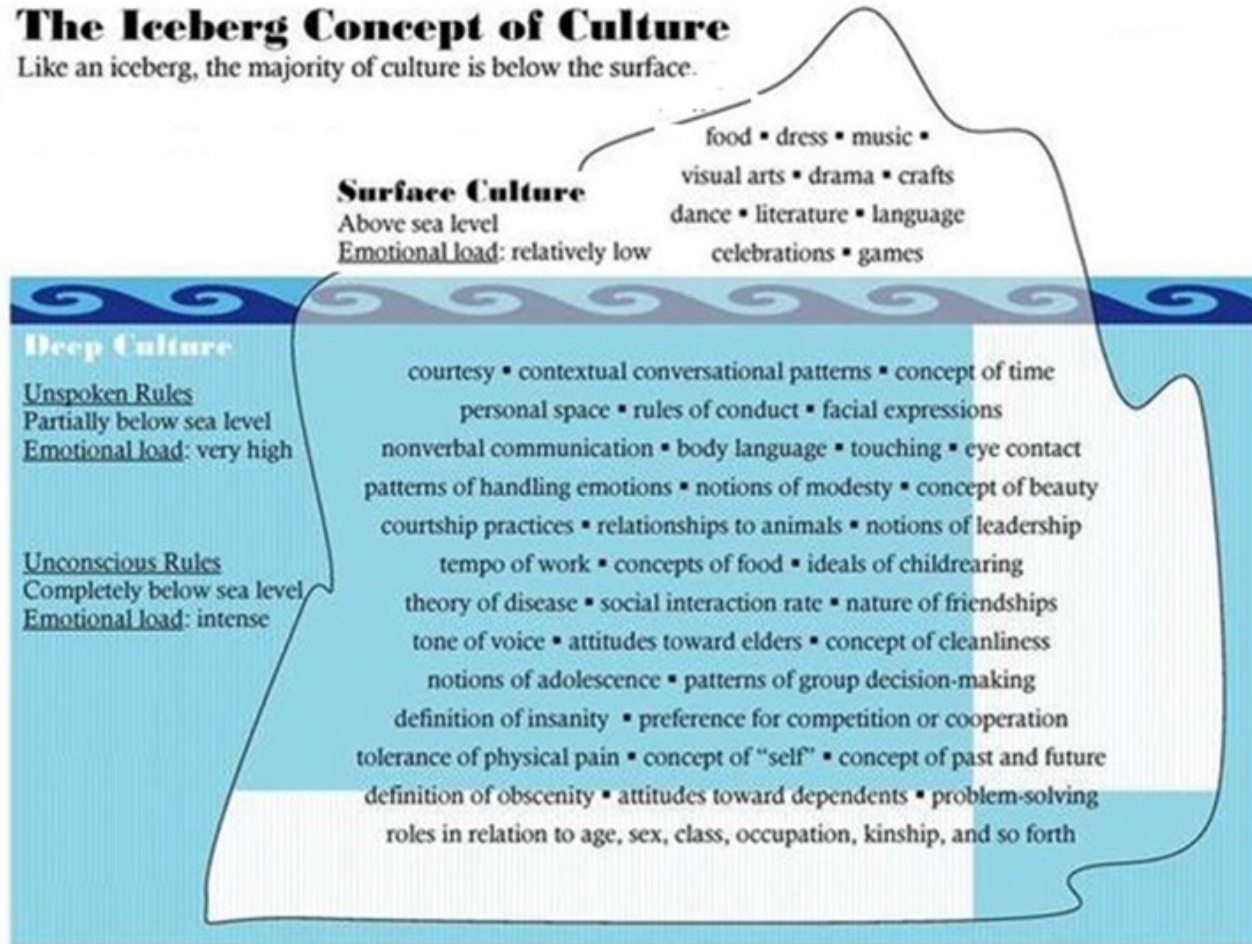 The Iceberg Concept of Culture
Like an iceberg, the majority of culture is below the surface.
food ▪ dress ▪ music ▪
visual arts ▪ drama ▪ crafts
dance ▪ literature ▪ language
celebrations ▪ games
Surface Culture
Above sea level
Emotional load: relatively low
Deep Culture
Unspoken Rules
Partially below sea level
Emotional load: very high
Unconscious Rules
Completely below sea level
Emotional load: intense
courtesy ▪ contextual conversational patterns ▪ concept of time
personal space ▪ rules of conduct ▪ facial expressions
nonverbal communication ▪ body language ▪ touching ▪ eye contact
patterns of handling emotions ▪ notions of modesty ▪ concept of beauty
courtship practices ▪ relationships to animals ▪ notions of leadership
tempo of work ▪ concepts of food ▪ ideals of childrearing
theory of disease ▪ social interaction rate ▪ nature of friendships
tone of voice ▪ attitudes toward elders ▪ concept of cleanliness
notions of adolescence ▪ patterns of group decision-making
definition of insanity ▪ preference for competition or cooperation
tolerance of physical pain ▪ concept of “self” ▪ concept of past and future
definition of obscenity ▪ attitudes toward dependents ▪ problem-solving
roles in relation to age, sex, class, occupation, kinship, and so forth